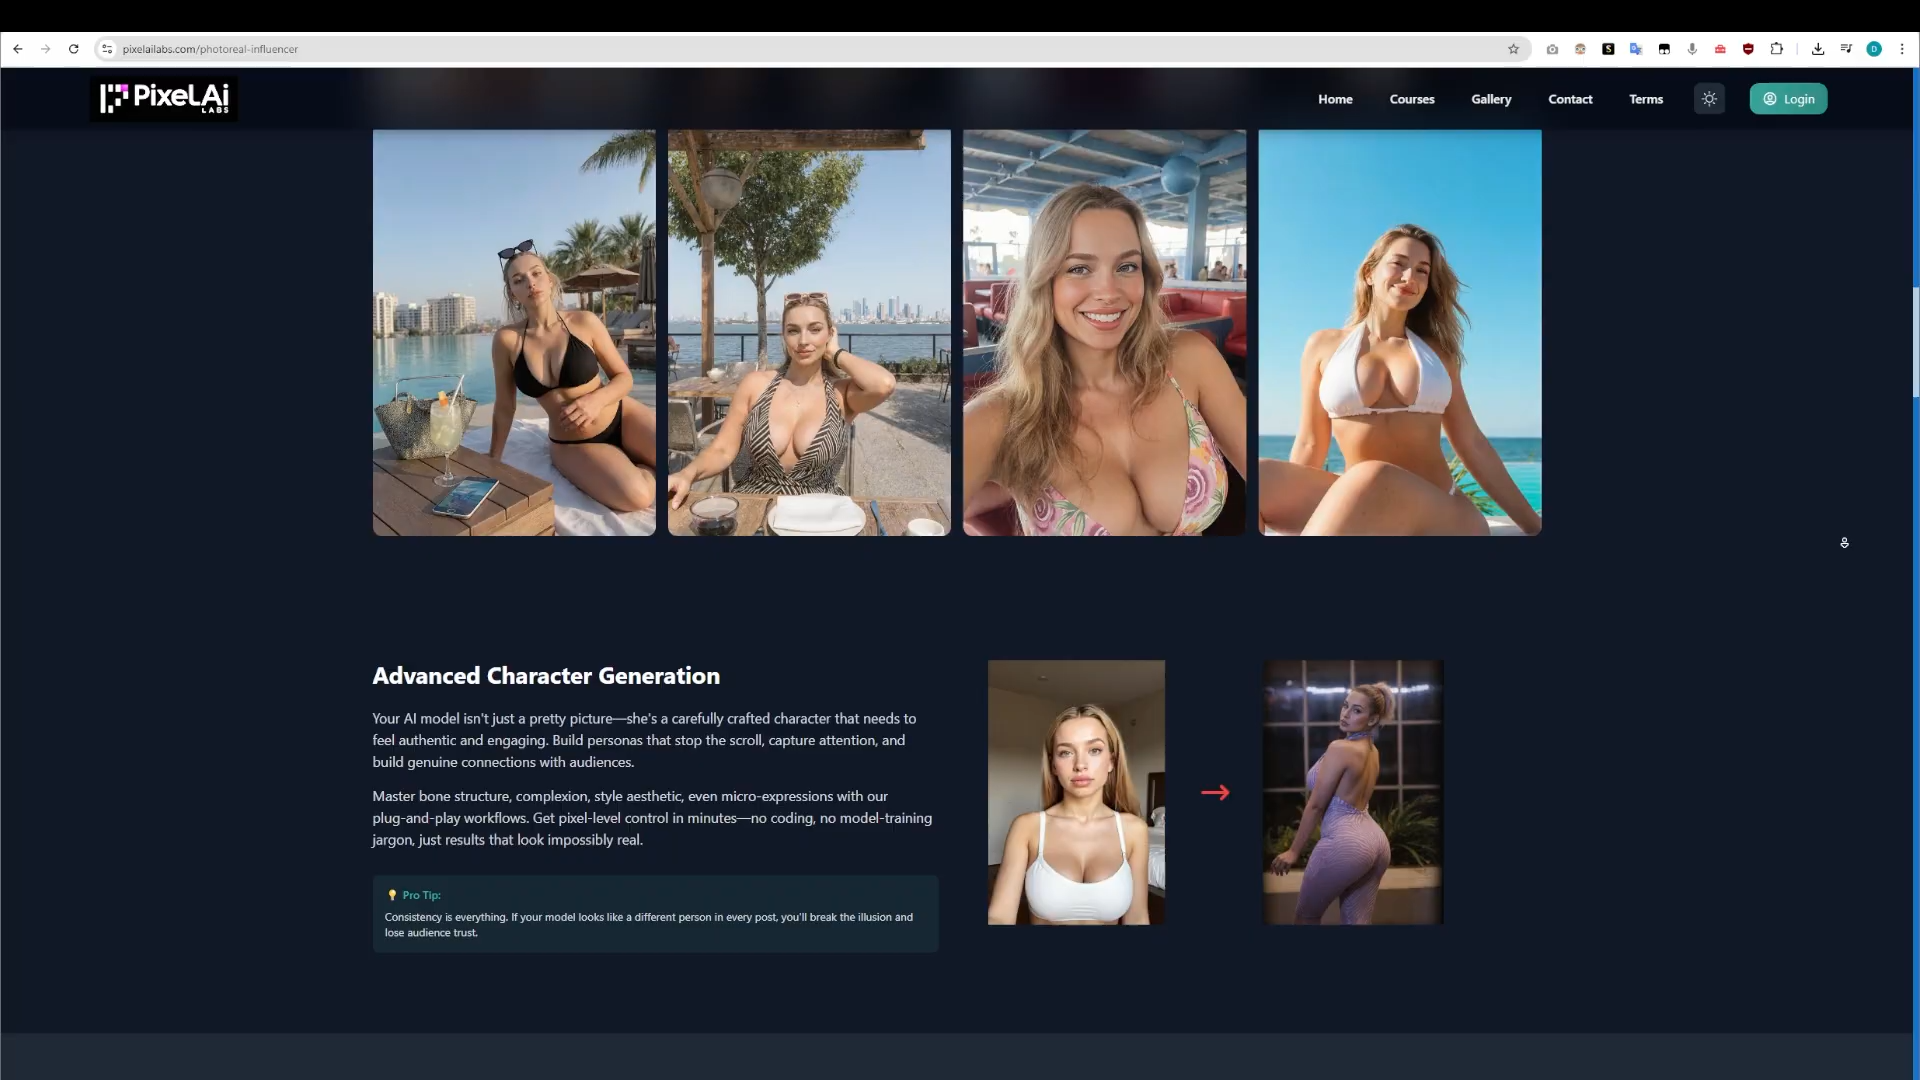 pixelailabs.com/photoreal-influencer
PixeLAi
LABS
Home
Courses
Gallery
Contact
Terms
Login
Advanced Character Generation
Your AI model isn't just a pretty picture—she's a carefully crafted character that needs to
feel authentic and engaging. Build personas that stop the scroll, capture attention, and
build genuine connections with audiences.
Master bone structure, complexion, style aesthetic, even micro-expressions with our
plug-and-play workflows. Get pixel-level control in minutes—no coding, no model-training
jargon, just results that look impossibly real.
Pro Tip:
Consistency is everything. If your model looks like a different person in every post, you'll break the illusion and
lose audience trust.